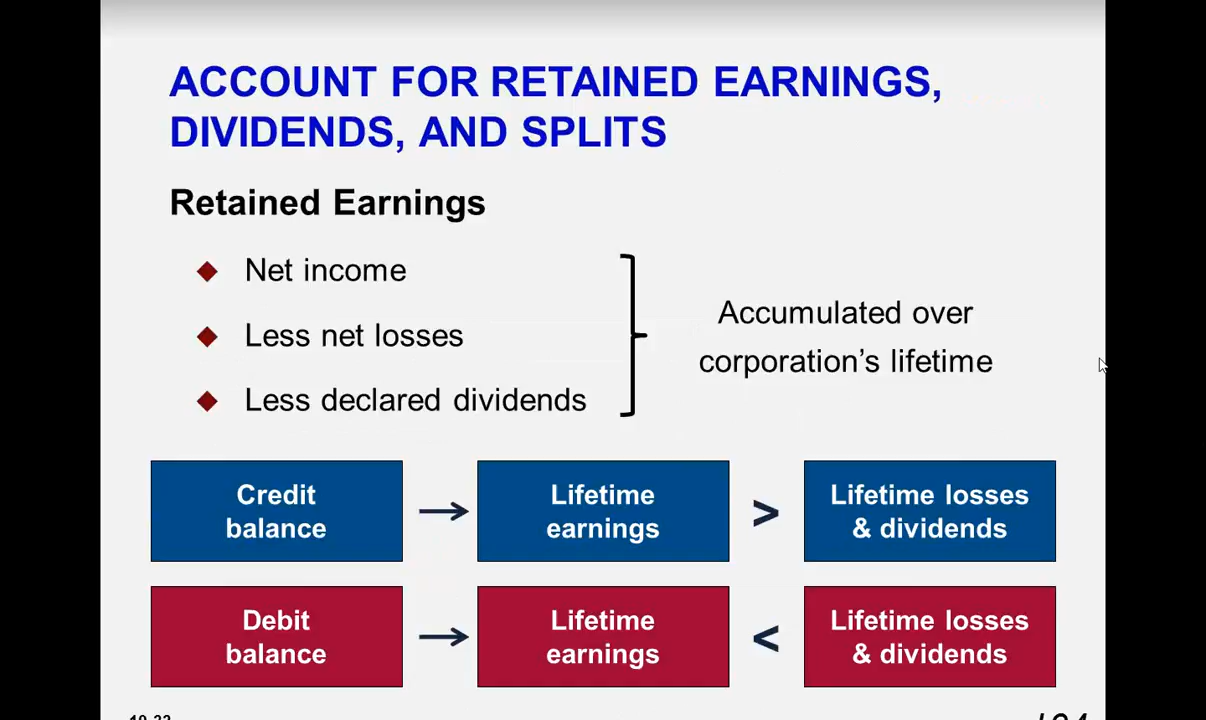 ACCOUNT FOR RETAINED EARNINGS,
DIVIDENDS, AND SPLITS
Retained Earnings
Net income
Less net losses
Less declared dividends
Accumulated over
corporation’s lifetime
Credit
balance
Lifetime
earnings
>
Lifetime losses
& dividends
Debit
balance
Lifetime
earnings
<
Lifetime losses
& dividends